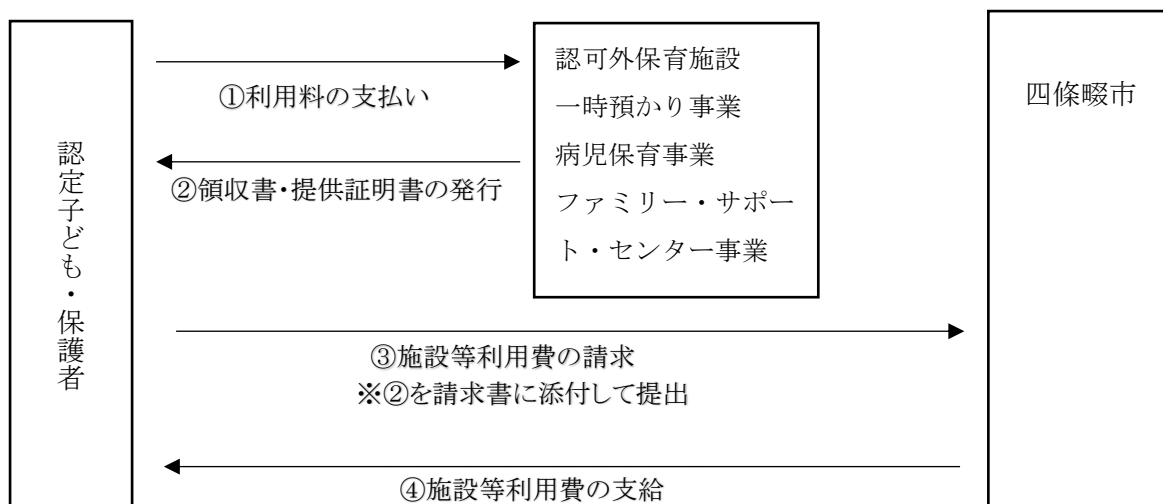 認定子ども・保護者
①利用料の支払い
②領収書・提供証明書の発行
認可外保育施設
一時預かり事業
病児保育事業
ファミリー・サポー
ト・センター事業
四條畷市
③施設等利用費の請求
※②を請求書に添付して提出
④施設等利用費の支給